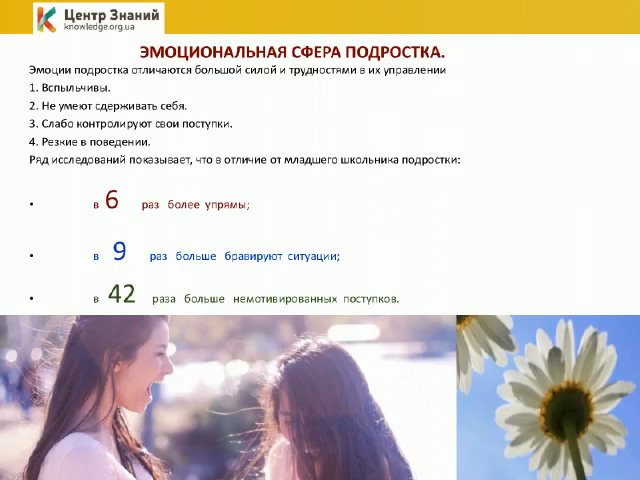 Центр Знаний
knowledge.org.ua
ЭМОЦИОНАЛЬНАЯ СФЕРА ПОДРОСТКА.
Эмоции подростка отличаются большой силой и трудностями в их управлении
1. Вспыльчивы.
2. Не умеют сдерживать себя.
3. Слабо контролируют свои поступки.
4. Резкие в поведении.
Ряд исследований показывает, что в отличие от младшего школьника подростки:
• в 6 раз более упрямы;
• в 9 раз больше бравируют ситуации;
• в 42 раза больше немотивированных поступков.